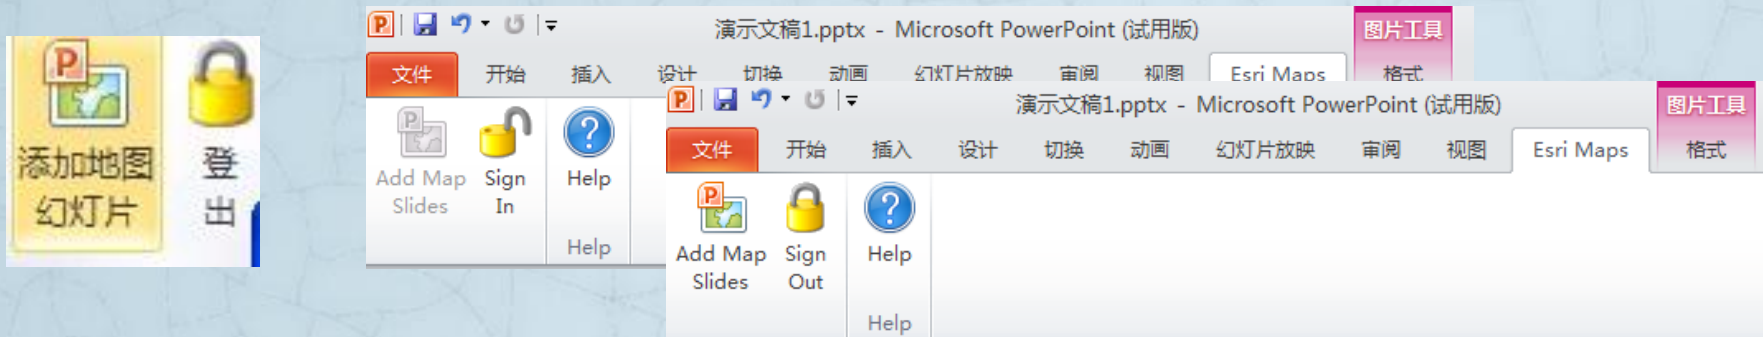 添加地图
幻灯片
登
出
演示文稿1.pptx - Microsoft PowerPoint (试用版)
图片工具
文件 开始 插入 设计 切换 动画 幻灯片放映 审阅 视图 Esri Maps 格式
Add Map
Slides
Sign
In
Help
Help
演示文稿1.pptx - Microsoft PowerPoint (试用版)
图片工具
文件 开始 插入 设计 切换 动画 幻灯片放映 审阅 视图 Esri Maps 格式
Add Map
Slides
Sign
Out
Help
Help